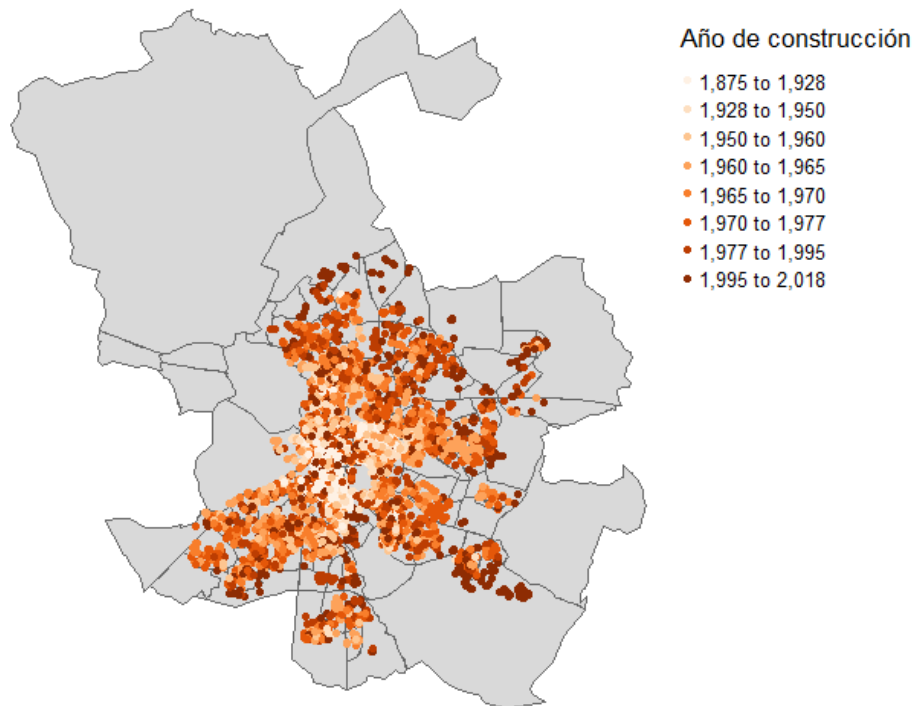 Año de construcción
1,875 to 1,928
1,928 to 1,950
1,950 to 1,960
1,960 to 1,965
1,965 to 1,970
1,970 to 1,977
1,977 to 1,995
1,995 to 2,018